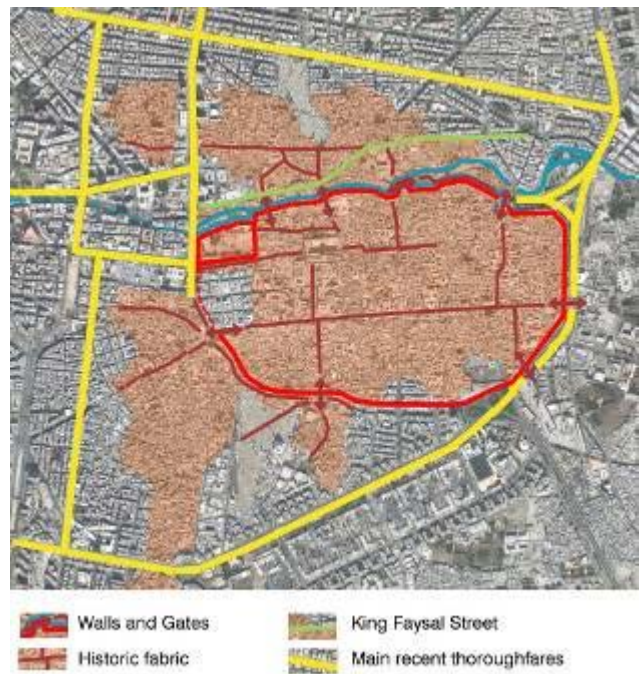 Walls and Gates
King Faysal Street
Historic fabric
Main recent thoroughfares